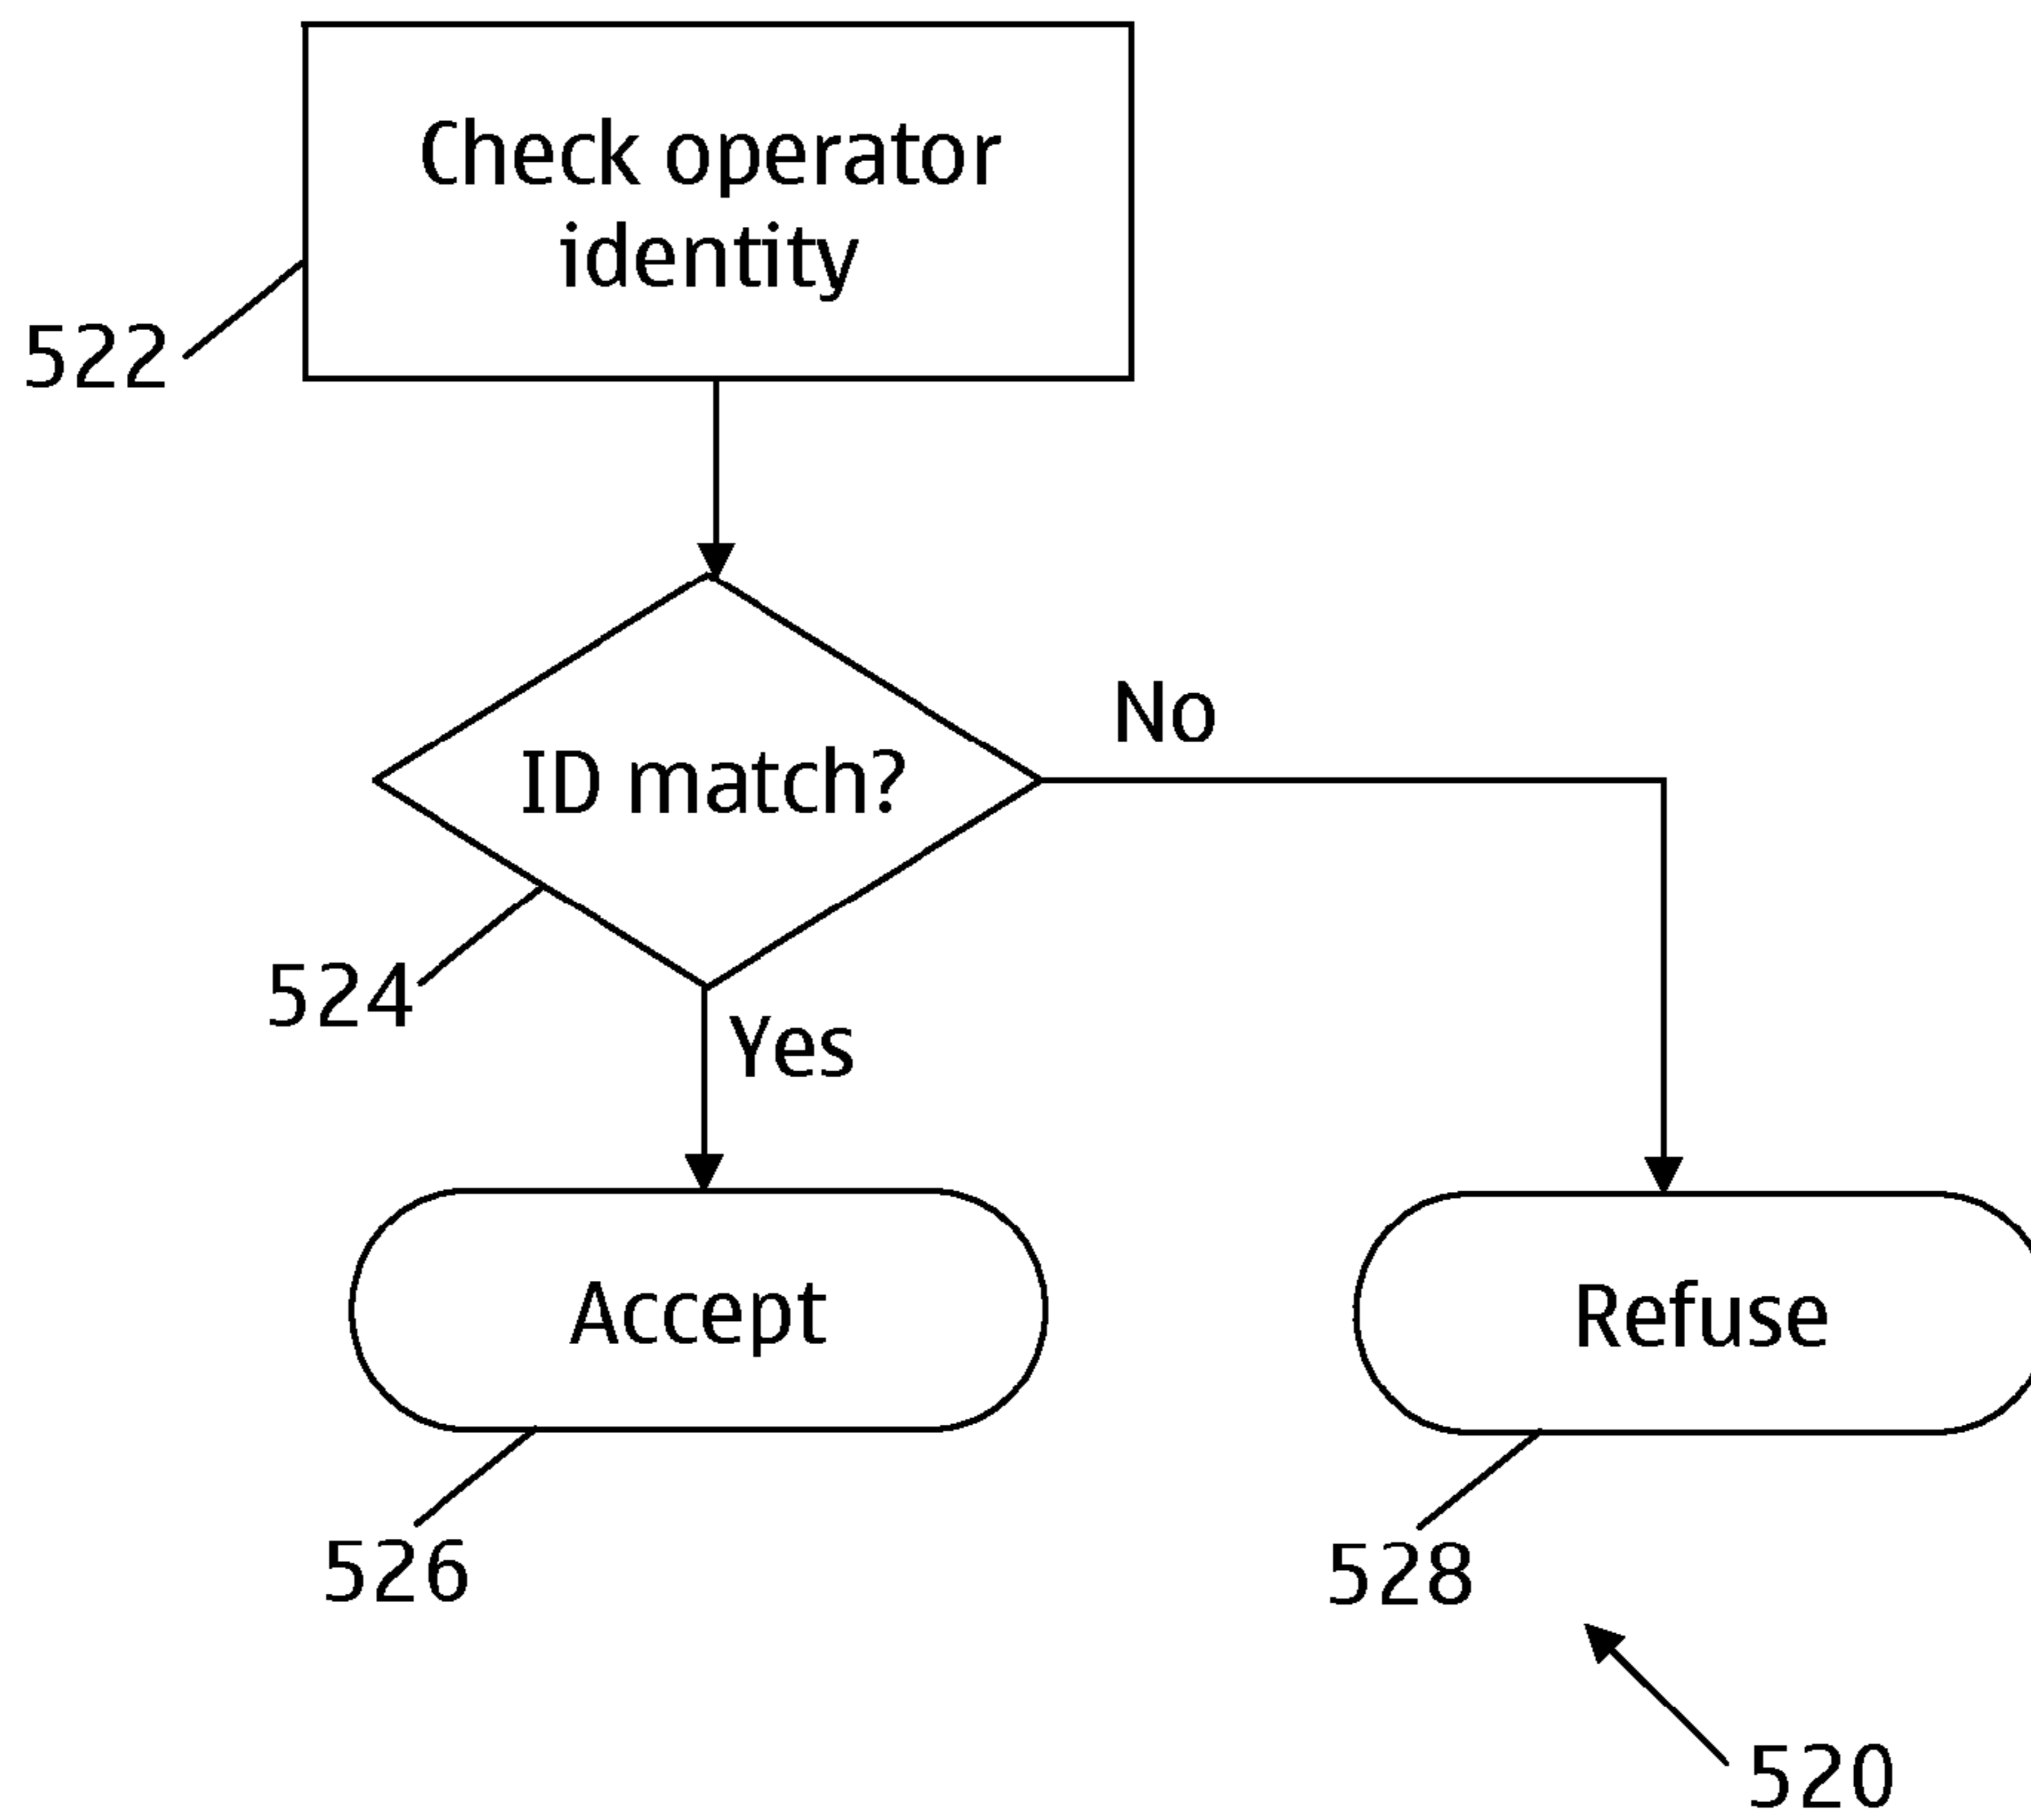 Check operator
identity
522
No
ID match?
524
Yes
Accept
Refuse
526
528
520